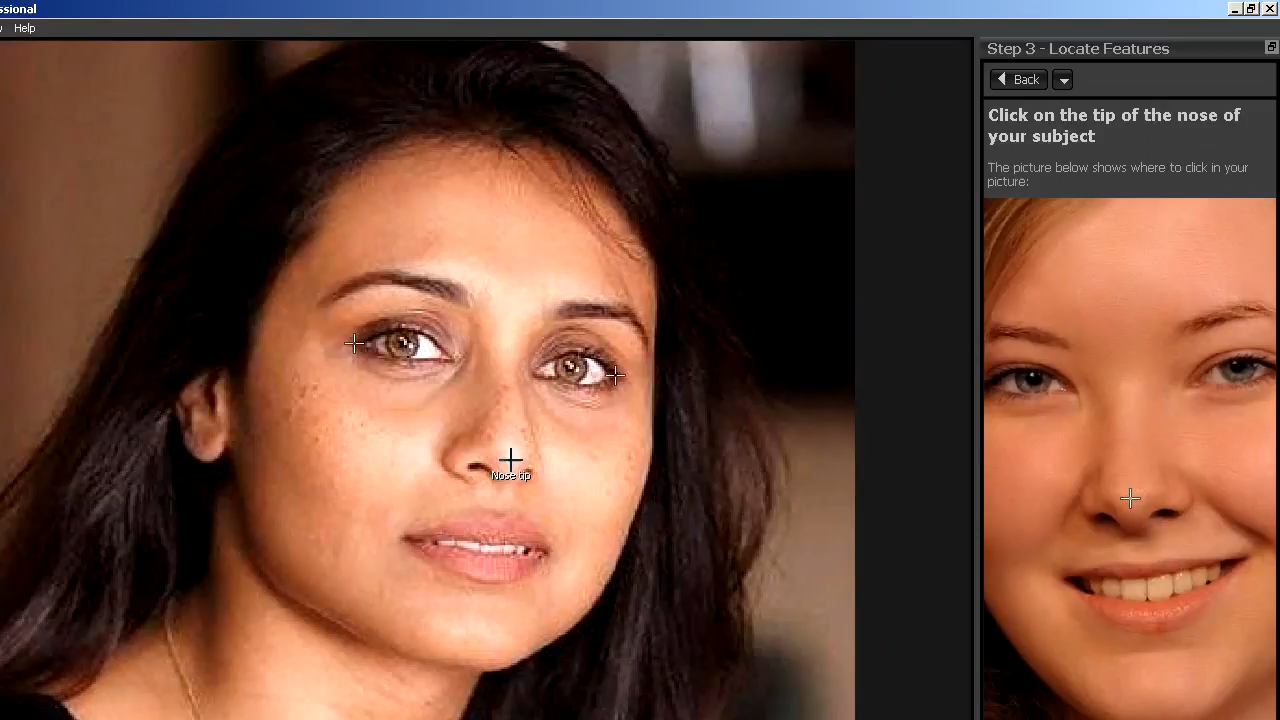 ssional
Help
Step 3 - Locate Features
Back
Click on the tip of the nose of
your subject
The picture below shows where to click in your
picture:
Nose tip